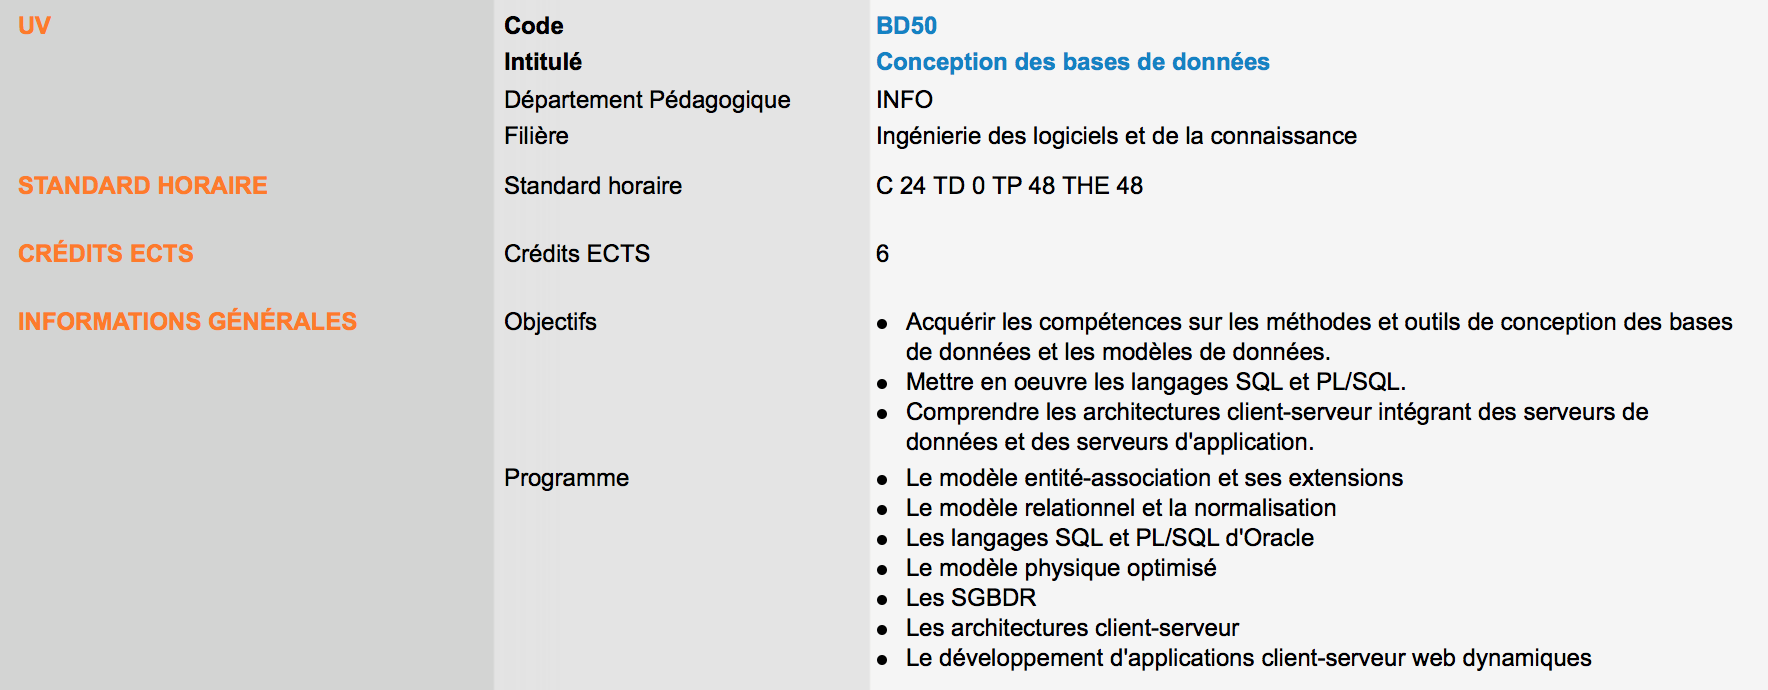 UV Code BD50
Intitulé Conception des bases de données
Département Pédagogique INFO
Filière Ingénierie des logiciels et de la connaissance
STANDARD HORAIRE Standard horaire C 24 TD 0 TP 48 THE 48
CRÉDITS ECTS Crédits ECTS 6
INFORMATIONS GÉNÉRALES Objectifs ● Acquérir les compétences sur les méthodes et outils de conception des bases
de données et les modèles de données.
● Mettre en oeuvre les langages SQL et PL/SQL.
● Comprendre les architectures client-serveur intégrant des serveurs de
données et des serveurs d'application.
Programme ● Le modèle entité-association et ses extensions
● Le modèle relationnel et la normalisation
● Les langages SQL et PL/SQL d'Oracle
● Le modèle physique optimisé
● Les SGBDR
● Les architectures client-serveur
● Le développement d'applications client-serveur web dynamiques